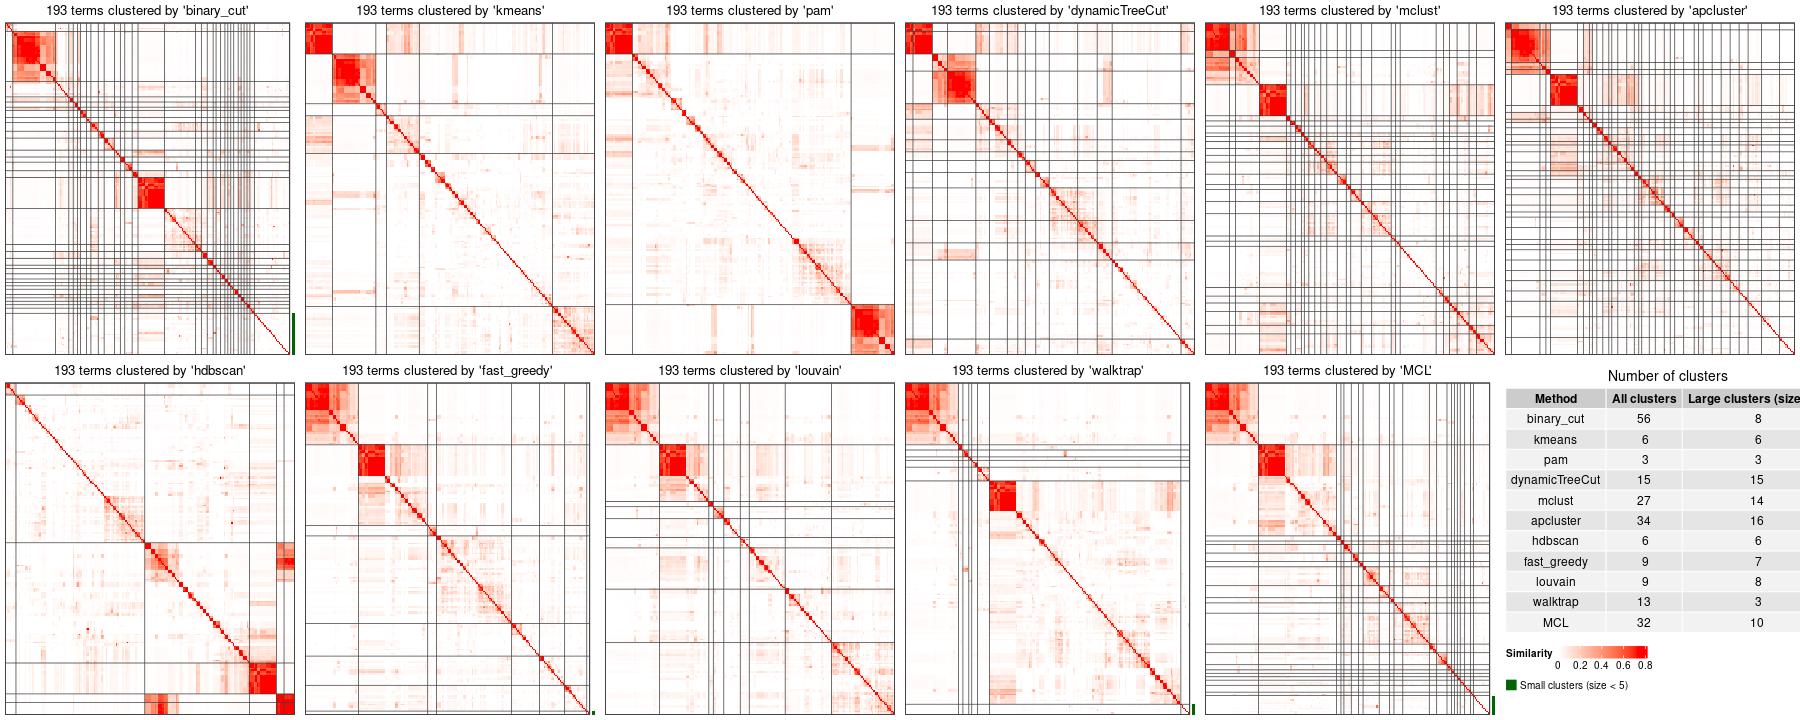 193 terms clustered by 'binary_cut'
193 terms clustered by 'kmeans'
193 terms clustered by 'pam'
193 terms clustered by 'dynamicTreeCut'
193 terms clustered by 'mclust'
193 terms clustered by 'apcluster'
193 terms clustered by 'hdbscan'
193 terms clustered by 'fast_greedy'
193 terms clustered by 'louvain'
193 terms clustered by 'walktrap'
193 terms clustered by 'MCL'
Number of clusters
Method All clusters Large clusters (size
binary_cut 56 8
kmeans 6 6
pam 3 3
dynamicTreeCut 15 15
mclust 27 14
apcluster 34 16
hdbscan 6 6
fast_greedy 9 7
louvain 9 8
walktrap 13 3
MCL 32 10
Similarity
0 0.2 0.4 0.6 0.8
Small clusters (size < 5)